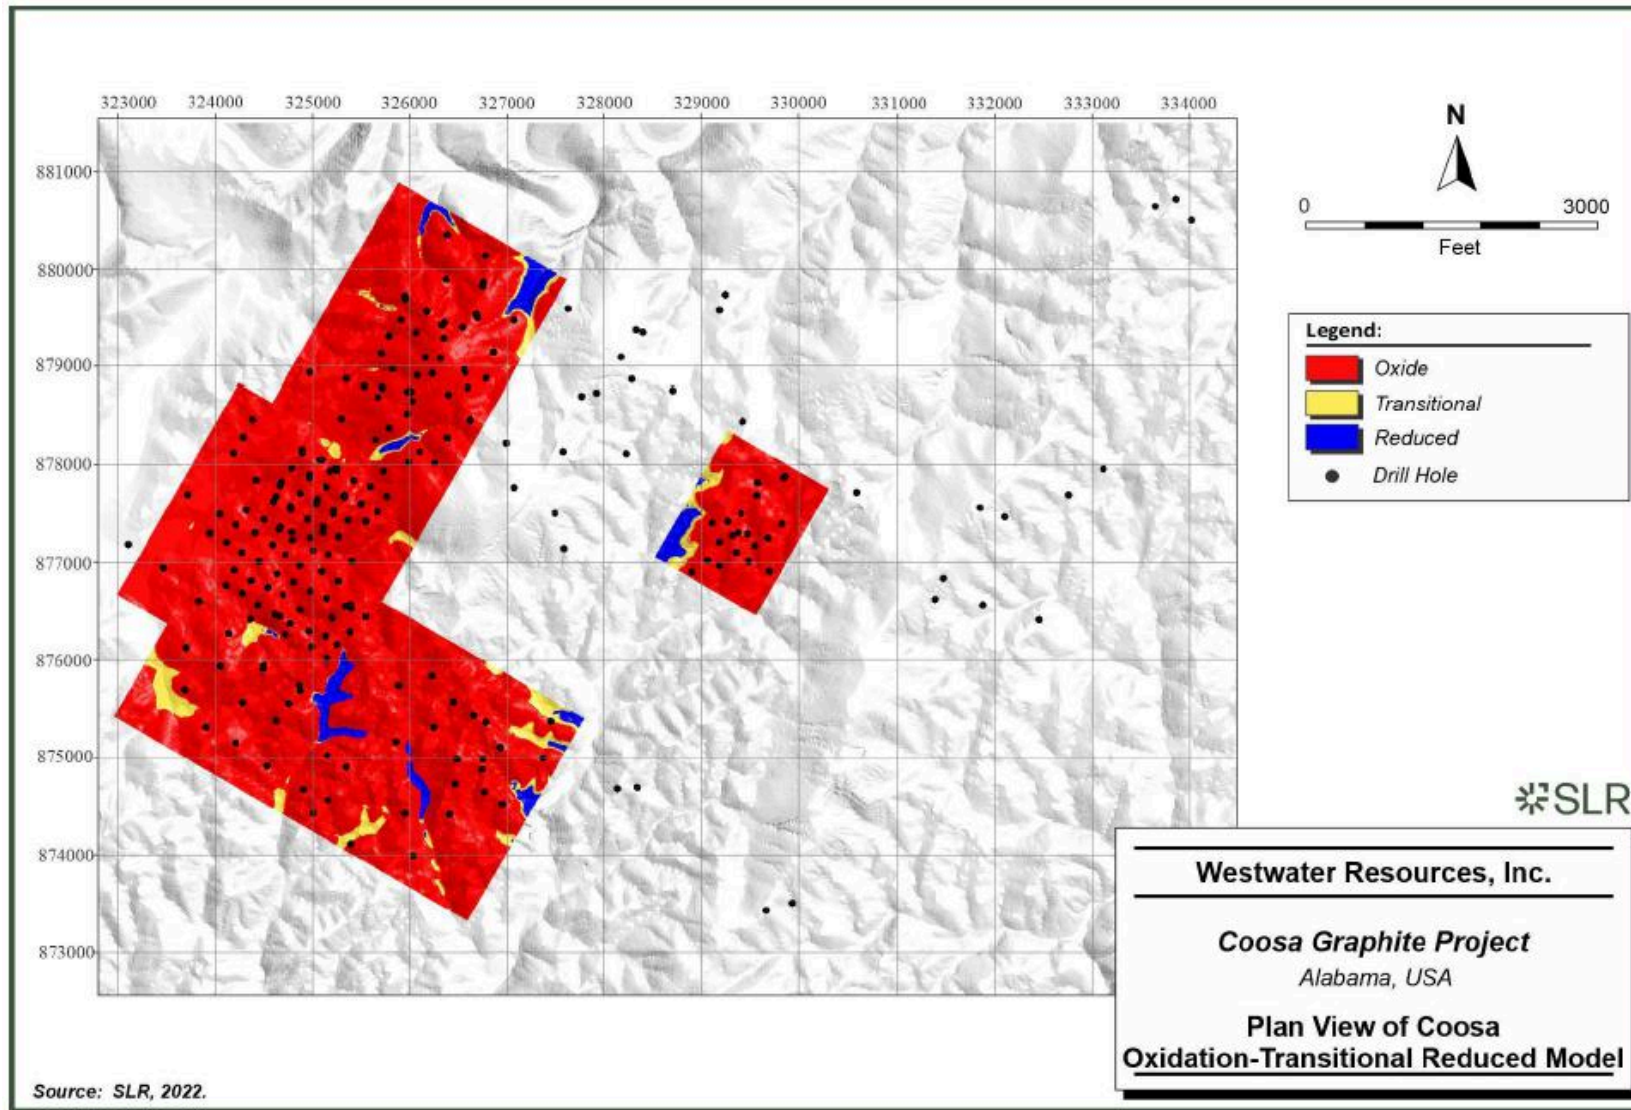 323000 324000 325000 326000 327000 328000 329000 330000 331000 332000 333000 334000
881000
880000
879000
878000
877000
876000
875000
874000
873000
N
0 3000
Feet
Legend:
Oxide
Transitional
Reduced
Drill Hole
SLR
Westwater Resources, Inc.
Coosa Graphite Project
Alabama, USA
Plan View of Coosa
Oxidation-Transitional Reduced Model
Source: SLR, 2022.